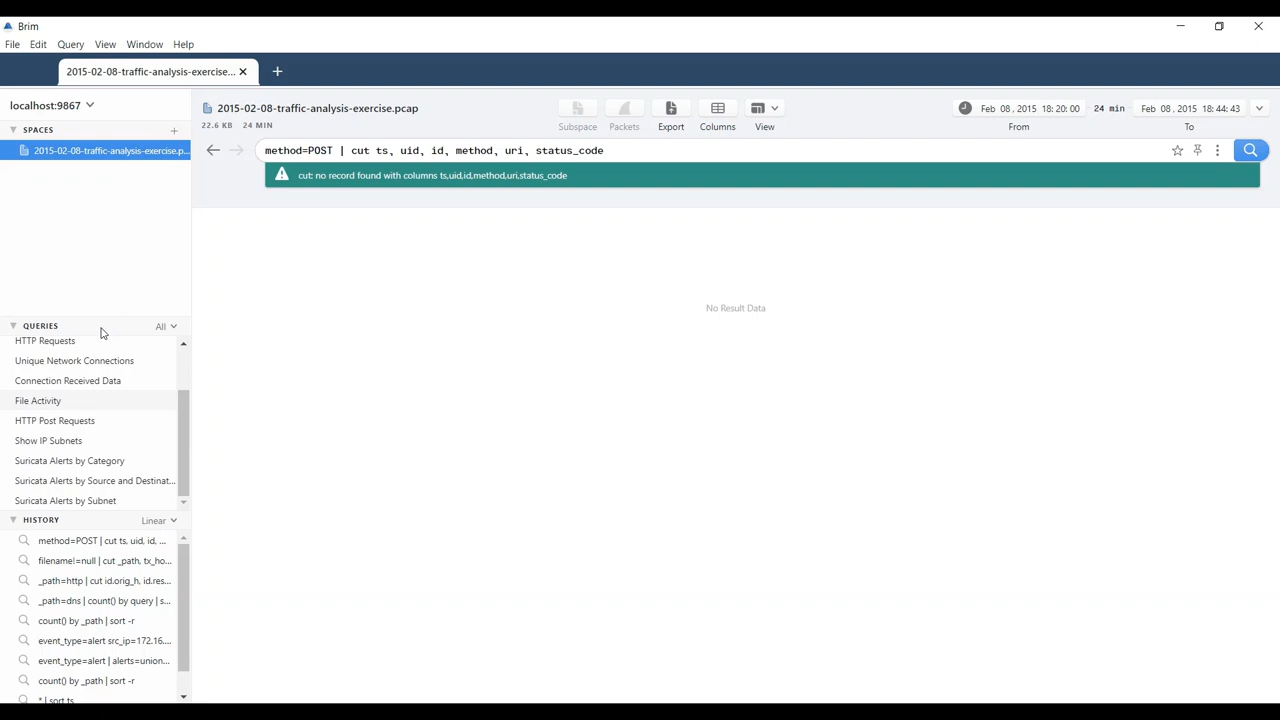 Brim
File Edit Query View Window Help
2015-02-08-traffic-analysis-exercise...
localhost:9867
SPACES
2015-02-08-traffic-analysis-exercise.p...
2015-02-08-traffic-analysis-exercise.pcap
22.6 KB 24 MIN
Subspace Packets Export Columns View
Feb 08 , 2015 18:20:00 24 min Feb 08 , 2015 18:44:43
From To
method=POST | cut ts, uid, id, method, uri, status_code
cut: no record found with columns ts,uid,id,method,uri,status_code
No Result Data
QUERIES All
HTTP Requests
Unique Network Connections
Connection Received Data
File Activity
HTTP Post Requests
Show IP Subnets
Suricata Alerts by Category
Suricata Alerts by Source and Destinat...
Suricata Alerts by Subnet
HISTORY Linear
method=POST | cut ts, uid, id, ...
filename!=null | cut _path, tx_ho...
_path=http | cut id.orig_h, id.res...
_path=dns | count() by query | s...
count() by _path | sort -r
event_type=alert src_ip=172.16....
event_type=alert | alerts=union...
count() by _path | sort -r
* | sort ts